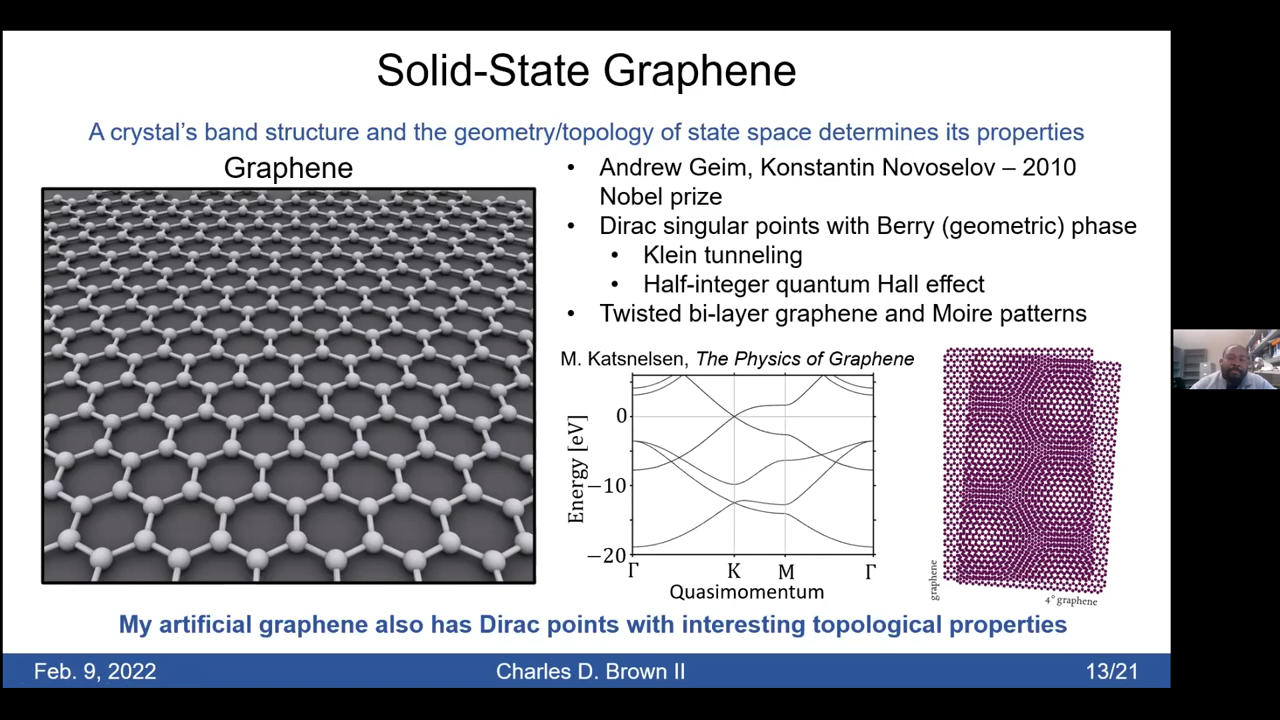 Solid-State Graphene
A crystal's band structure and the geometry/topology of state space determines its properties
Graphene
• Andrew Geim, Konstantin Novoselov – 2010
Nobel prize
• Dirac singular points with Berry (geometric) phase
• Klein tunneling
• Half-integer quantum Hall effect
• Twisted bi-layer graphene and Moire patterns
M. Katsnelsen, The Physics of Graphene
Energy [eV]
0
−10
−20
Γ K M Γ
Quasimomentum
graphene
4° graphene
My artificial graphene also has Dirac points with interesting topological properties
Feb. 9, 2022 Charles D. Brown II 13/21